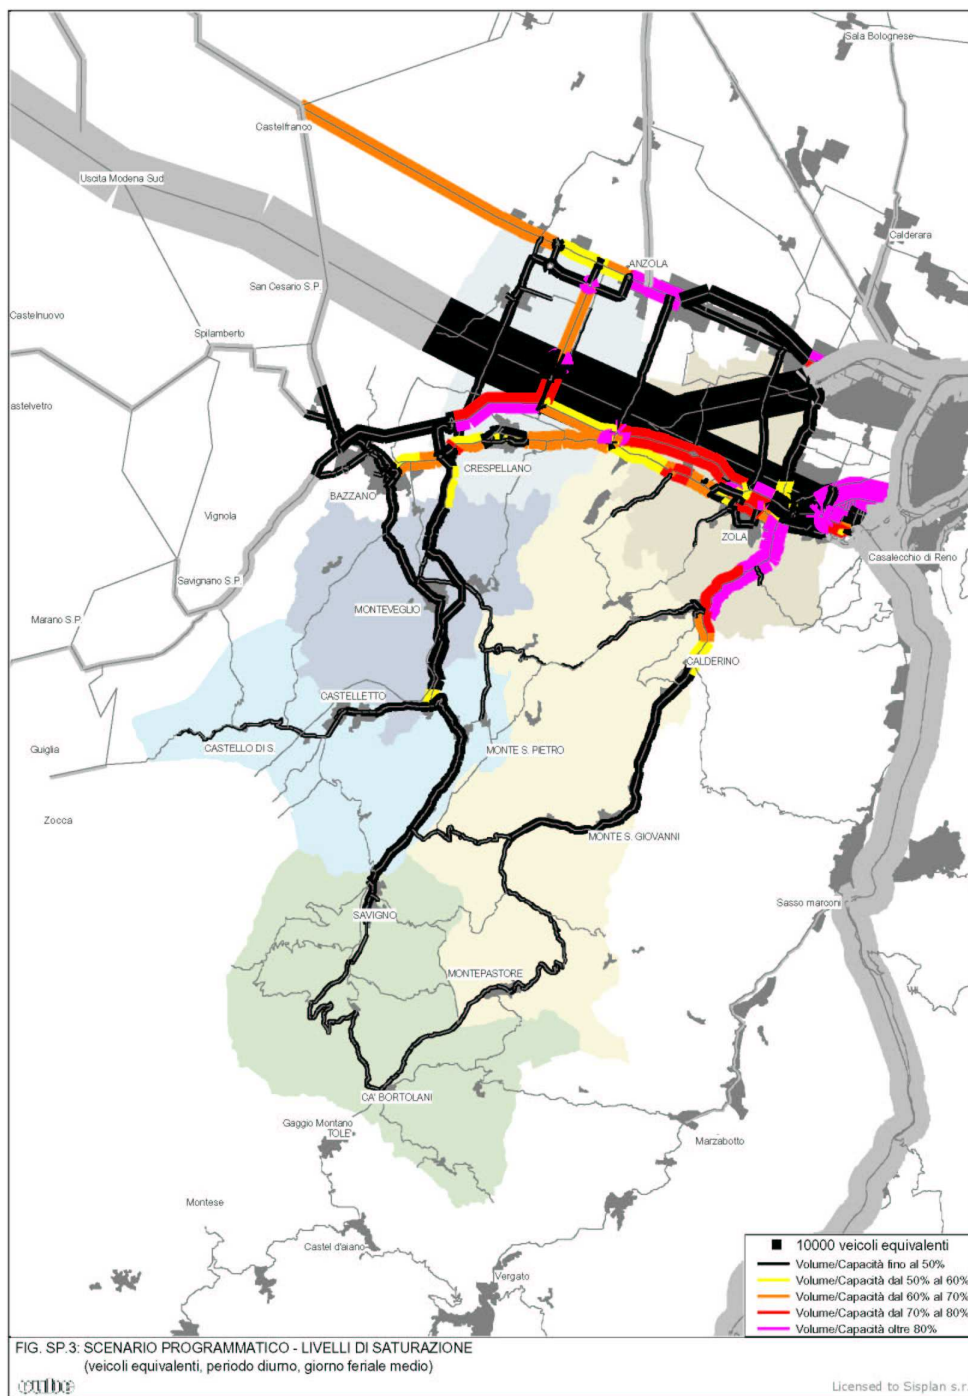 Sala Bolognese
Castelfranco
Uscita Modena Sud
Calderara
ANZOLA
San Cesario S.P.
Castelnuovo
Spilamberto
astelvetro
CRESPELLANO
BAZZANO
Vignola
ZOLA
Casalecchio di Reno
Savignano S.P.
MONTEVEGLIO
Marano S.P.
CALDERINO
CASTELLETTO
CASTELLO DI S.
MONTE S. PIETRO
Guiglia
Zocca
MONTE S. GIOVANNI
Sasso marconi
SAVIGNO
MONTEPASTORE
CA' BORTOLANI
Gaggio Montano
TOLE'
Marzabotto
Montese
Castel d'aiano
Vergato
10000 veicoli equivalenti
Volume/Capacità fino al 50%
Volume/Capacità dal 50% al 60%
Volume/Capacità dal 60% al 70%
Volume/Capacità dal 70% al 80%
Volume/Capacità oltre 80%
FIG. SP.3: SCENARIO PROGRAMMATICO - LIVELLI DI SATURAZIONE
(veicoli equivalenti, periodo diurno, giorno feriale medio)
cube
Licensed to Sisplan s.r.